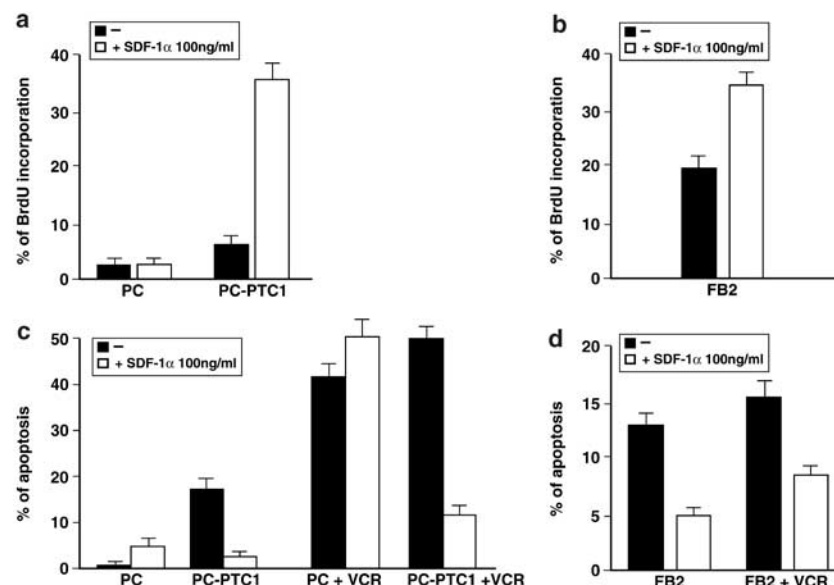 a
–
+ SDF-1α 100ng/ml
% of BrdU incorporation
40
30
20
10
0
PC PC-PTC1
b
–
+ SDF-1α 100ng/ml
% of BrdU incorporation
40
30
20
10
0
FB2
c
–
+ SDF-1α 100ng/ml
% of apoptosis
50
40
30
20
10
0
PC PC-PTC1 PC + VCR PC-PTC1 +VCR
d
–
+ SDF-1α 100ng/ml
% of apoptosis
20
15
10
5
0
FB2 FB2 + VCR